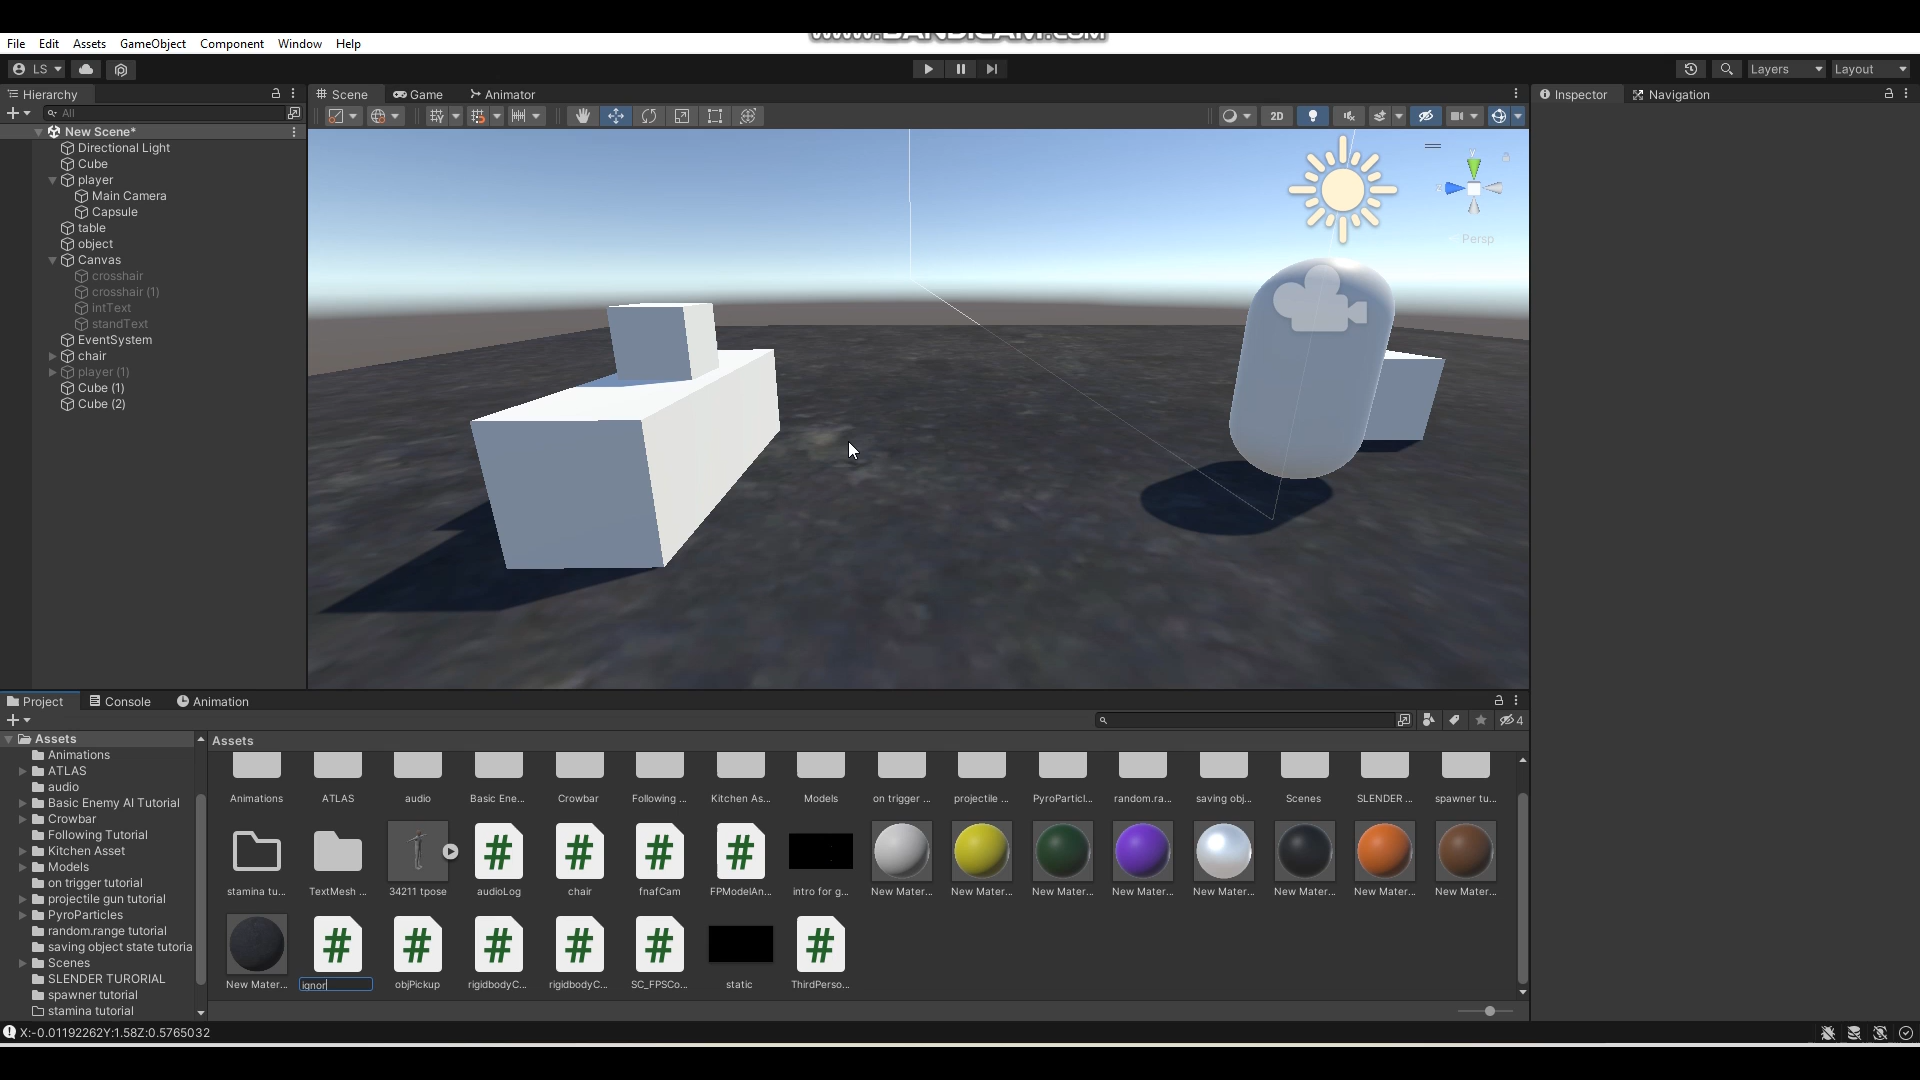 www.BANDICAM.com
File Edit Assets GameObject Component Window Help
LS Layers Layout
Hierarchy
All
New Scene*
Directional Light
Cube
player
Main Camera
Capsule
table
object
Canvas
crosshair
crosshair (1)
intText
standText
EventSystem
chair
player (1)
Cube (1)
Cube (2)
Scene Game Animator
2D
y
z
Persp
Inspector Navigation
Project Console Animation
4
Assets
Animations
ATLAS
audio
Basic Enemy AI Tutorial
Crowbar
Following Tutorial
Kitchen Asset
Models
on trigger tutorial
projectile gun tutorial
PyroParticles
random.range tutorial
saving object state tutoria
Scenes
SLENDER TURORIAL
spawner tutorial
stamina tutorial
Assets
Animations ATLAS audio Basic Ene... Crowbar Following ... Kitchen As... Models on trigger ... projectile ... PyroParticl... random.ra... saving obj... Scenes SLENDER ... spawner tu...
stamina tu... TextMesh ... 34211 tpose audioLog chair fnafCam FPModelAn... intro for g... New Mater... New Mater... New Mater... New Mater... New Mater... New Mater... New Mater... New Mater...
New Mater... ignor objPickup rigidbodyC... rigidbodyC... SC_FPSCo... static ThirdPerso...
X:-0.01192262Y:1.58Z:0.5765032